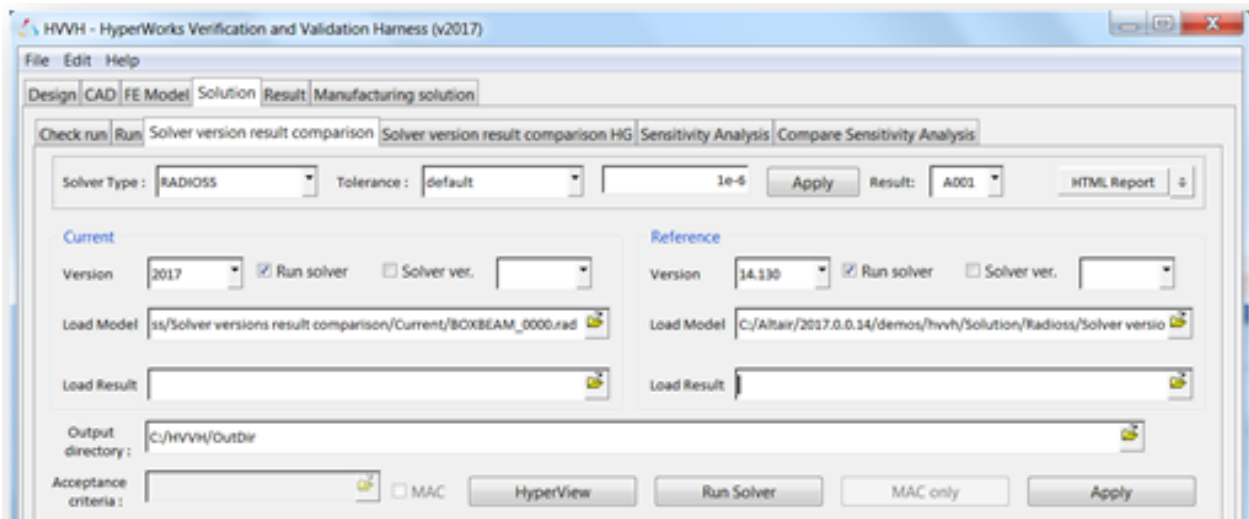 HVVH - HyperWorks Verification and Validation Harness (v2017)
File Edit Help
Design CAD FE Model Solution Result Manufacturing solution
Check run Run Solver version result comparison Solver version result comparison HG Sensitivity Analysis Compare Sensitivity Analysis
Solver Type : RADIOSS Tolerance : default 1e-6 Apply Result: A001 HTML Report
Current Reference
Version 2017 Run solver Solver ver. Version 14.130 Run solver Solver ver.
Load Model ss/Solver versions result comparison/Current/BOXBEAM_0000.rad Load Model C:/Altair/2017.0.0.14/demos/hvvh/Solution/Radioss/Solver versio
Load Result Load Result
Output directory : C:/HVVH/OutDir
Acceptance criteria : MAC HyperView Run Solver MAC only Apply